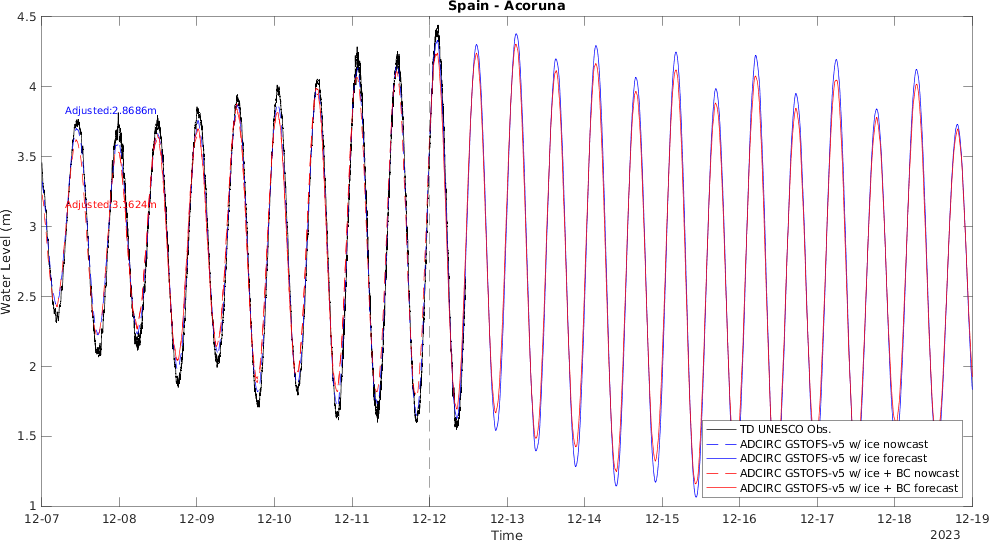 Spain - Acoruna
4.5
4
3.5
3
2.5
2
1.5
1
Water Level (m)
Adjusted:2.8686m
Adjusted:3.1624m
TD UNESCO Obs.
ADCIRC GSTOFS-v5 w/ ice nowcast
ADCIRC GSTOFS-v5 w/ ice forecast
ADCIRC GSTOFS-v5 w/ ice + BC nowcast
ADCIRC GSTOFS-v5 w/ ice + BC forecast
12-07 12-08 12-09 12-10 12-11 12-12 12-13 12-14 12-15 12-16 12-17 12-18 12-19
Time
2023